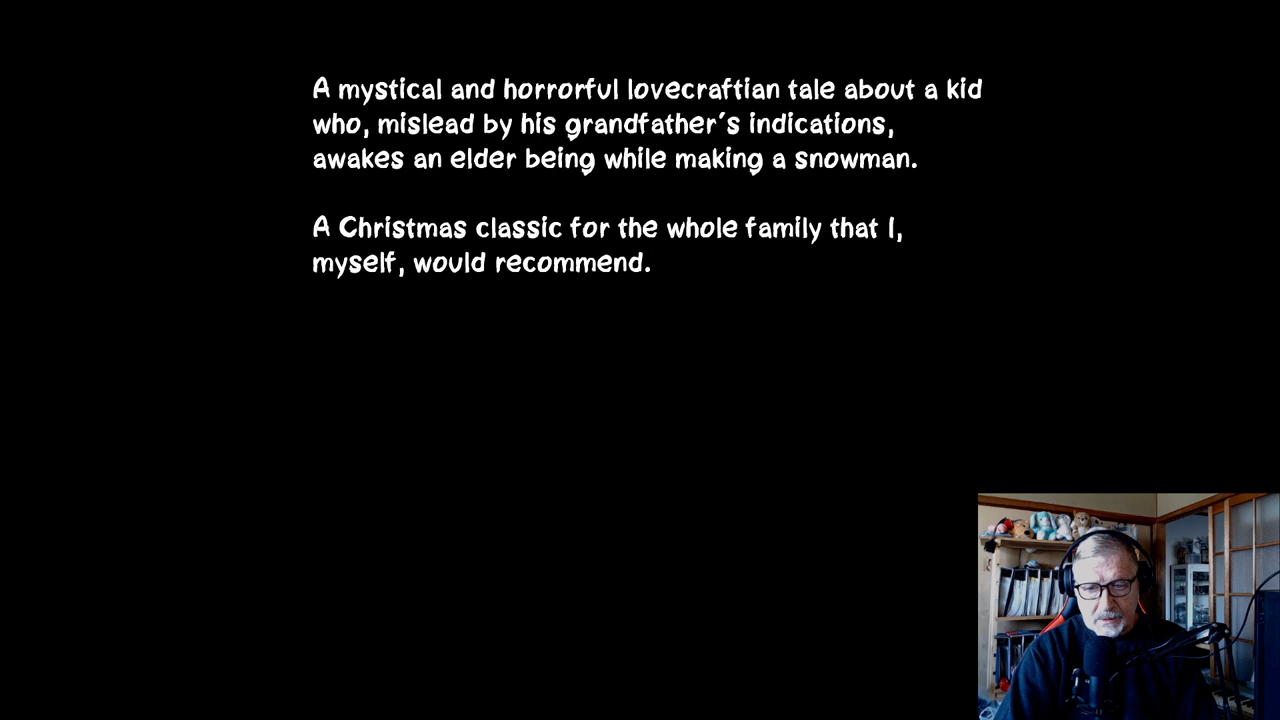 A mystical and horrorful lovecraftian tale about a kid
who, mislead by his grandfather's indications,
awakes an elder being while making a snowman.
A Christmas classic for the whole family that I,
myself, would recommend.